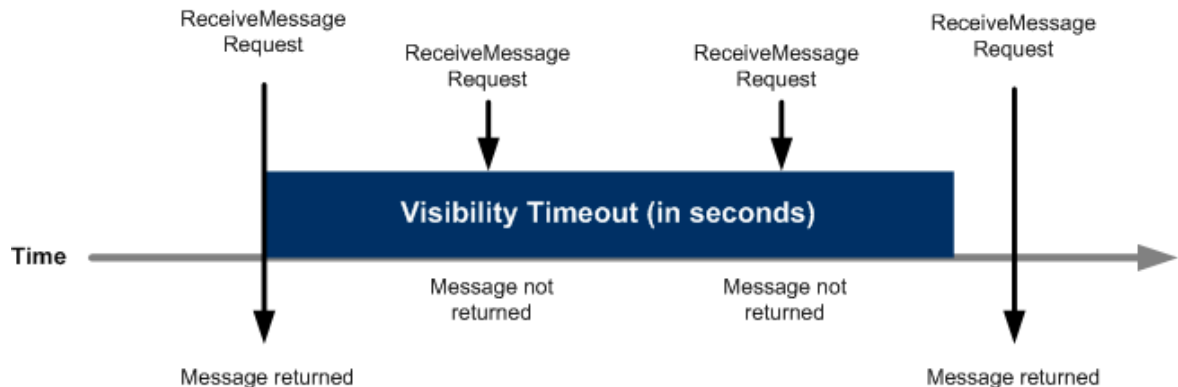 ReceiveMessage
Request
ReceiveMessage
Request
ReceiveMessage
Request
ReceiveMessage
Request
Visibility Timeout (in seconds)
Time
Message not
returned
Message not
returned
Message returned
Message returned